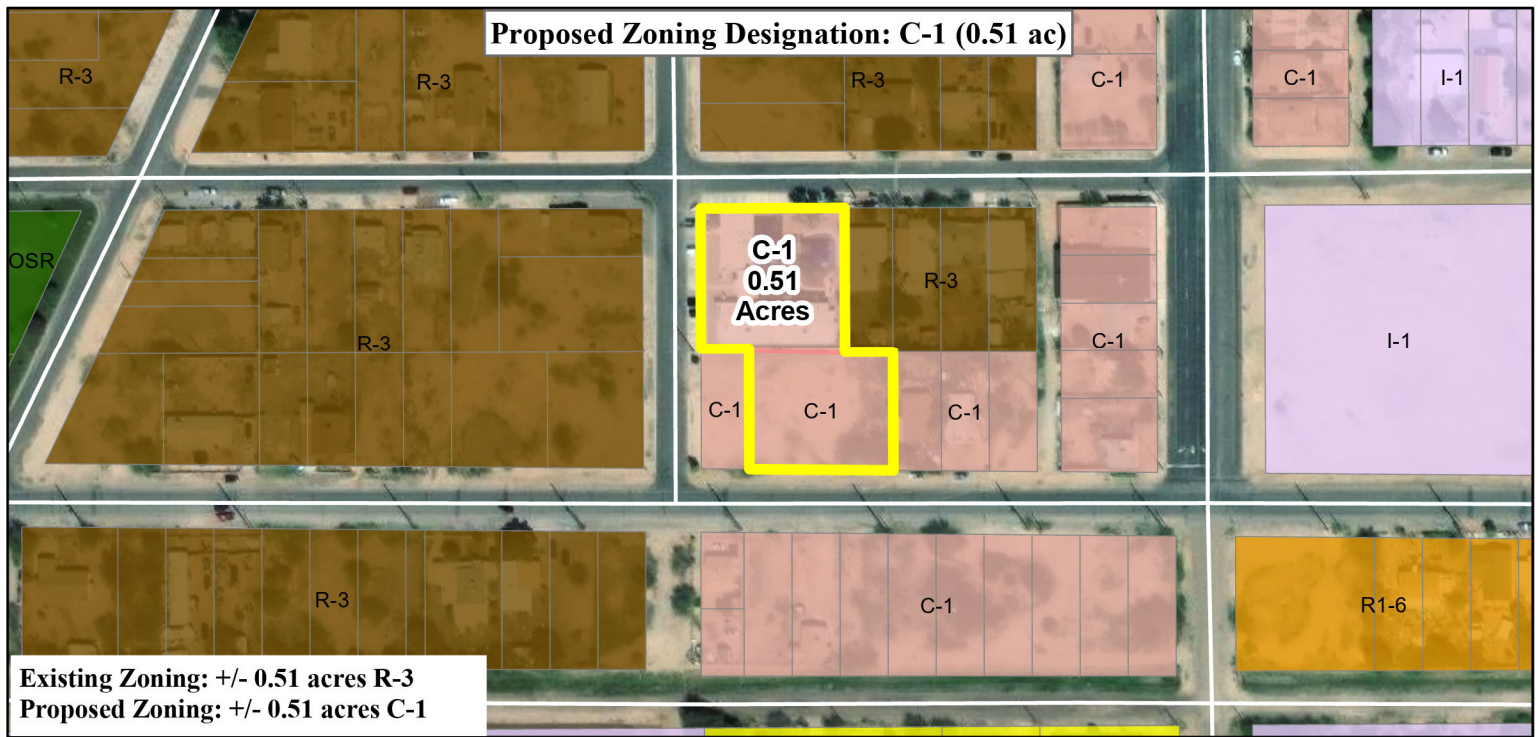 Proposed Zoning Designation: C-1 (0.51 ac)
R-3
R-3
R-3
C-1
C-1
I-1
OSR
R-3
C-1
0.51
Acres
R-3
C-1
I-1
C-1
C-1
C-1
R-3
C-1
R1-6
Existing Zoning: +/- 0.51 acres R-3
Proposed Zoning: +/- 0.51 acres C-1